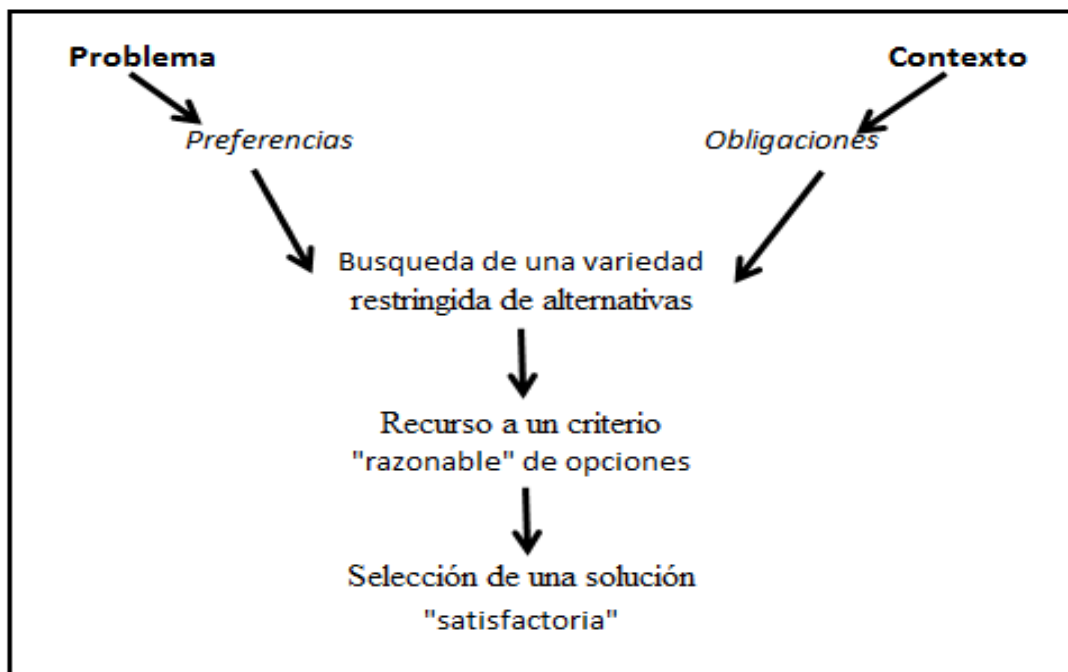 Problema
Contexto
Preferencias
Obligaciones
Busqueda de una variedad
restringida de alternativas
Recurso a un criterio
"razonable" de opciones
Selección de una solución
"satisfactoria"